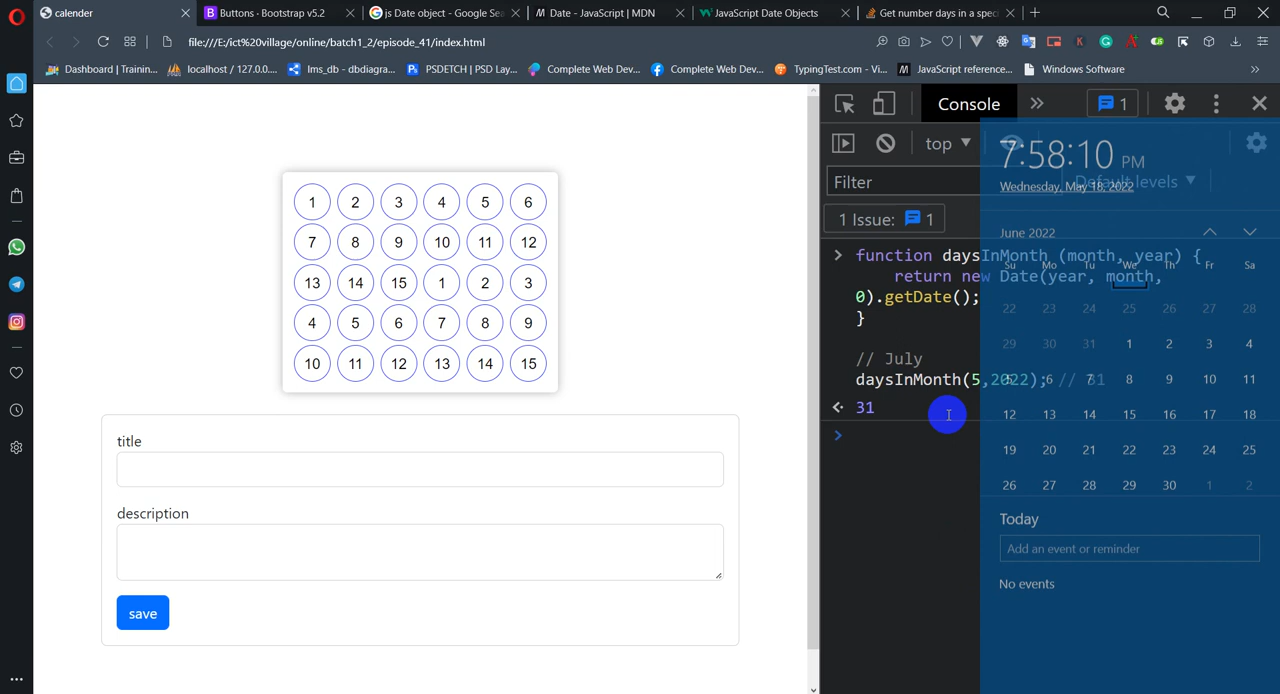 calender
Buttons · Bootstrap v5.2
js Date object - Google Sea
Date - JavaScript | MDN
JavaScript Date Objects
Get number days in a speci
file:///E:/ict%20village/online/batch1_2/episode_41/index.html
Dashboard | Trainin...
localhost / 127.0.0....
lms_db - dbdiagra...
PSDETCH | PSD Lay...
Complete Web Dev...
Complete Web Dev...
TypingTest.com - Vi...
JavaScript reference...
Windows Software
1 2 3 4 5 6
7 8 9 10 11 12
13 14 15 1 2 3
4 5 6 7 8 9
10 11 12 13 14 15
title
description
save
Console
1
top
Filter
Default levels
1 Issue: 1
function daysInMonth (month, year) {
return new Date(year, month,
0).getDate();
}
// July
daysInMonth(5,2022); // 31
31
7:58:10 PM
Wednesday, May 18, 2022
June 2022
Su Mo Tu We Th Fr Sa
22 23 24 25 26 27 28
29 30 31 1 2 3 4
5 6 7 8 9 10 11
12 13 14 15 16 17 18
19 20 21 22 23 24 25
26 27 28 29 30 1 2
Today
Add an event or reminder
No events